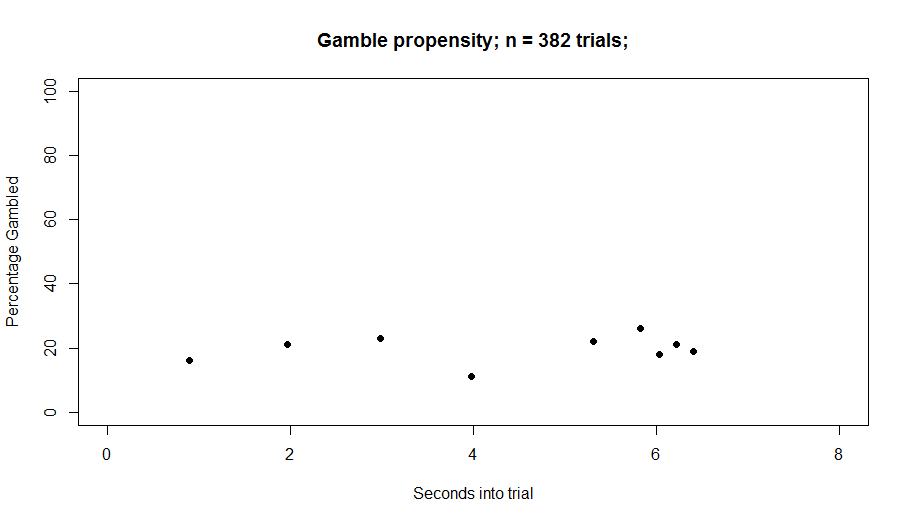 Gamble propensity; n = 382 trials;
Percentage Gambled
100
80
60
40
20
0
0 2 4 6 8
Seconds into trial